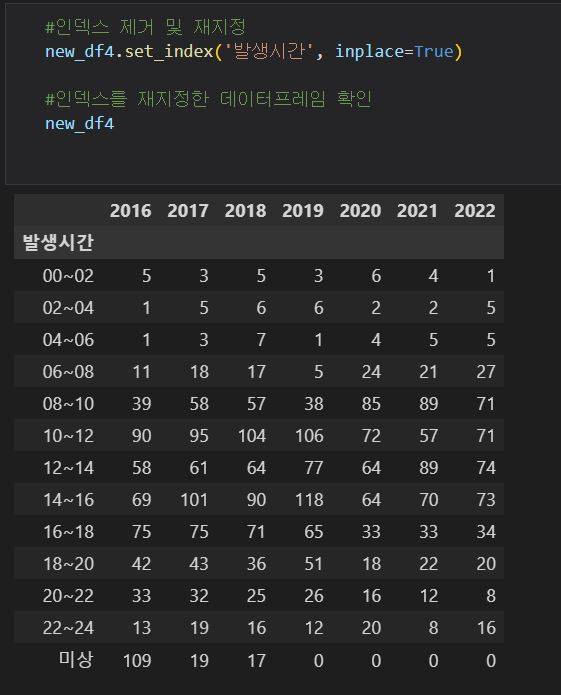 #인덱스 제거 및 재지정
new_df4.set_index('발생시간', inplace=True)
#인덱스를 재지정한 데이터프레임 확인
new_df4
2016 2017 2018 2019 2020 2021 2022
발생시간
00~02 5 3 5 3 6 4 1
02~04 1 5 6 6 2 2 5
04~06 1 3 7 1 4 5 5
06~08 11 18 17 5 24 21 27
08~10 39 58 57 38 85 89 71
10~12 90 95 104 106 72 57 71
12~14 58 61 64 77 64 89 74
14~16 69 101 90 118 64 70 73
16~18 75 75 71 65 33 33 34
18~20 42 43 36 51 18 22 20
20~22 33 32 25 26 16 12 8
22~24 13 19 16 12 20 8 16
미상 109 19 17 0 0 0 0